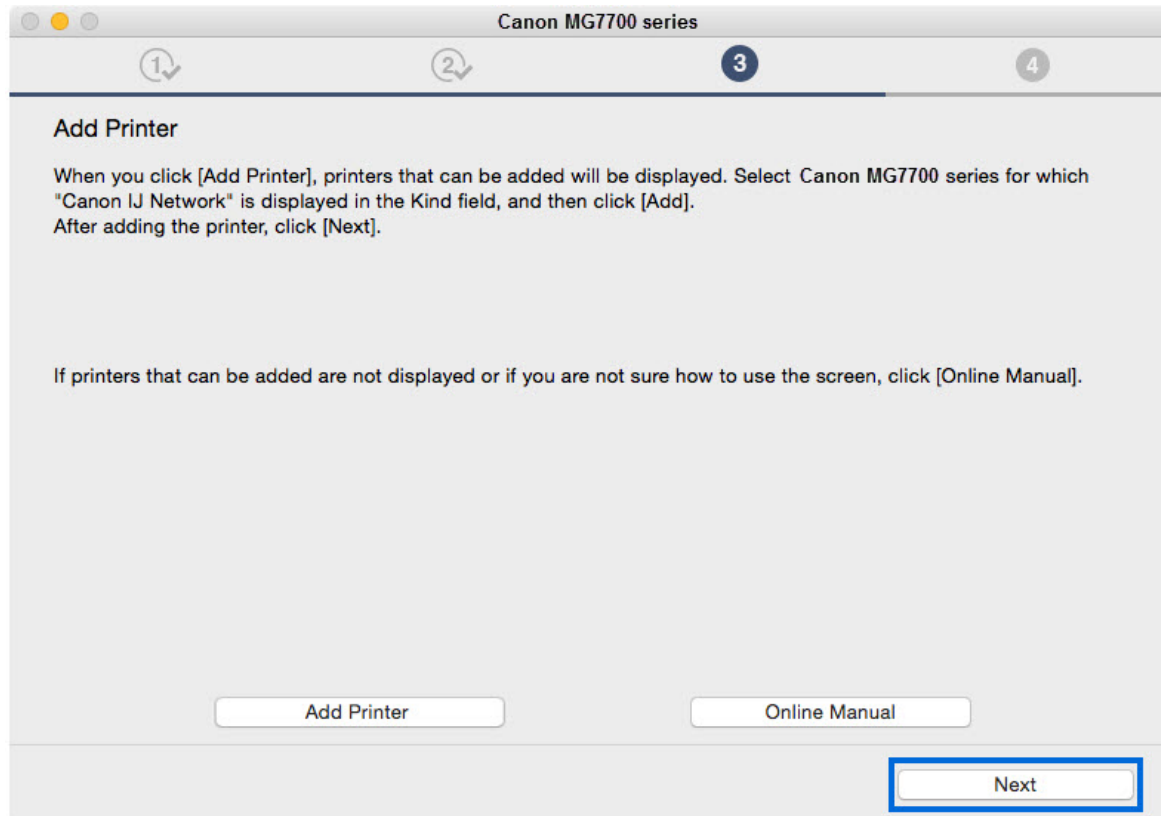 Canon MG7700 series
1
2
3
4
Add Printer
When you click [Add Printer], printers that can be added will be displayed. Select Canon MG7700 series for which
"Canon IJ Network" is displayed in the Kind field, and then click [Add].
After adding the printer, click [Next].
If printers that can be added are not displayed or if you are not sure how to use the screen, click [Online Manual].
Add Printer
Online Manual
Next